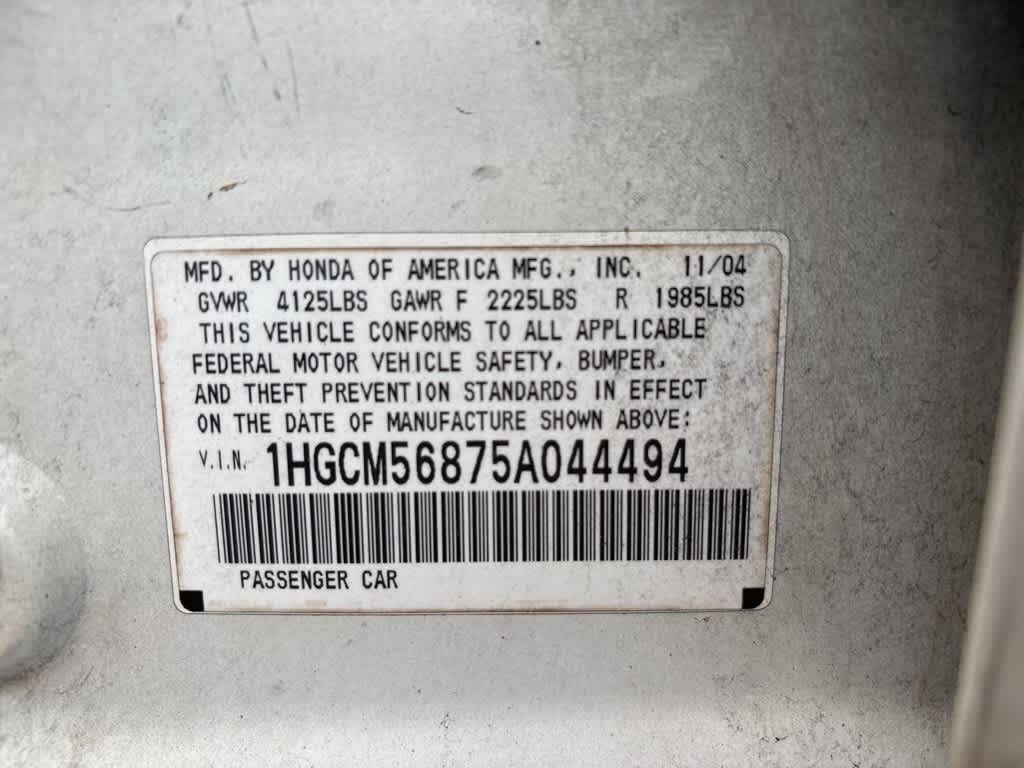 MFD. BY HONDA OF AMERICA MFG., INC. 11/04
GVWR 4125LBS GAWR F 2225LBS R 1985LBS
THIS VEHICLE CONFORMS TO ALL APPLICABLE
FEDERAL MOTOR VEHICLE SAFETY, BUMPER,
AND THEFT PREVENTION STANDARDS IN EFFECT
ON THE DATE OF MANUFACTURE SHOWN ABOVE:
V.I.N. 1HGCM56875A044494
PASSENGER CAR